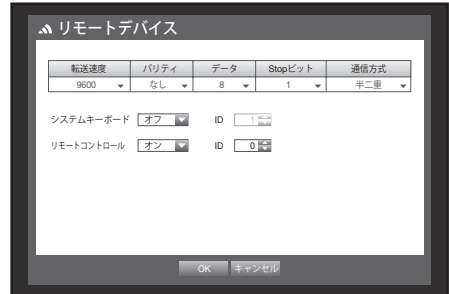 リモートデバイス
転送速度 パリティ データ Stopビット 通信方式
9600 なし 8 1 半二重
システムキーボード オフ ID 1
リモートコントロール オン ID 0
OK キャンセル